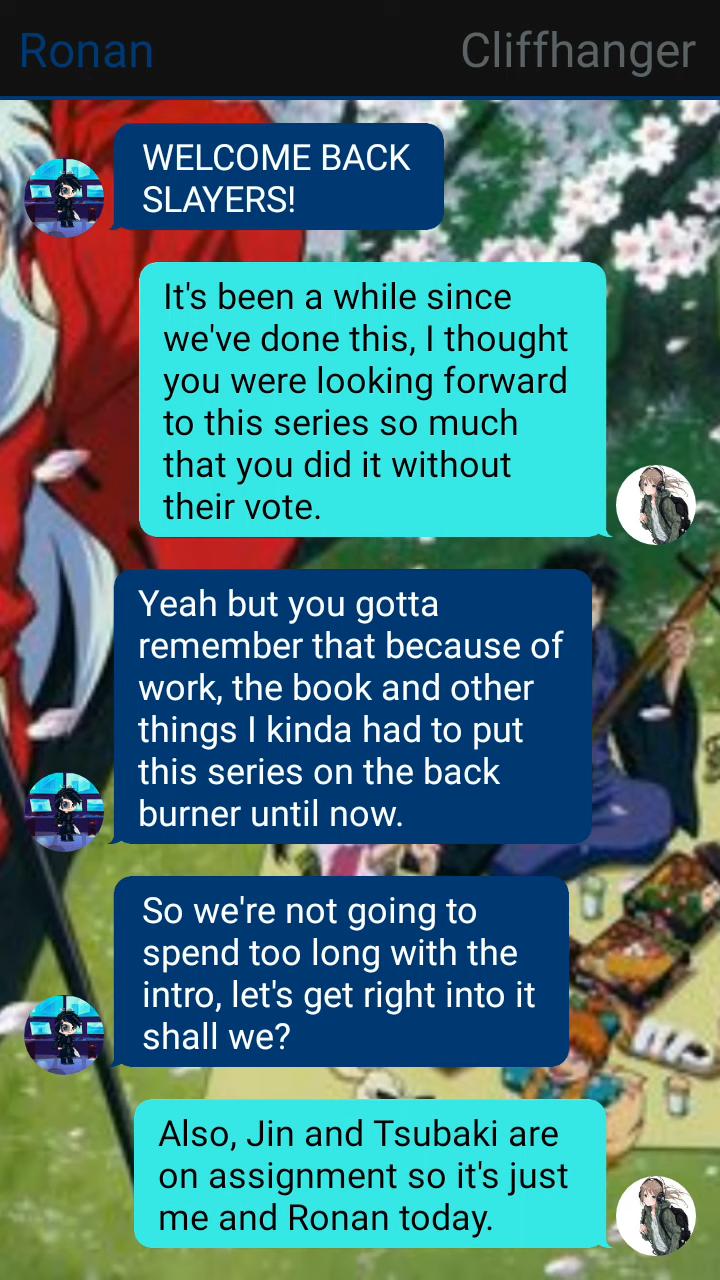 Ronan
Cliffhanger
WELCOME BACK
SLAYERS!
It's been a while since
we've done this, I thought
you were looking forward
to this series so much
that you did it without
their vote.
Yeah but you gotta
remember that because of
work, the book and other
things I kinda had to put
this series on the back
burner until now.
So we're not going to
spend too long with the
intro, let's get right into it
shall we?
Also, Jin and Tsubaki are
on assignment so it's just
me and Ronan today.